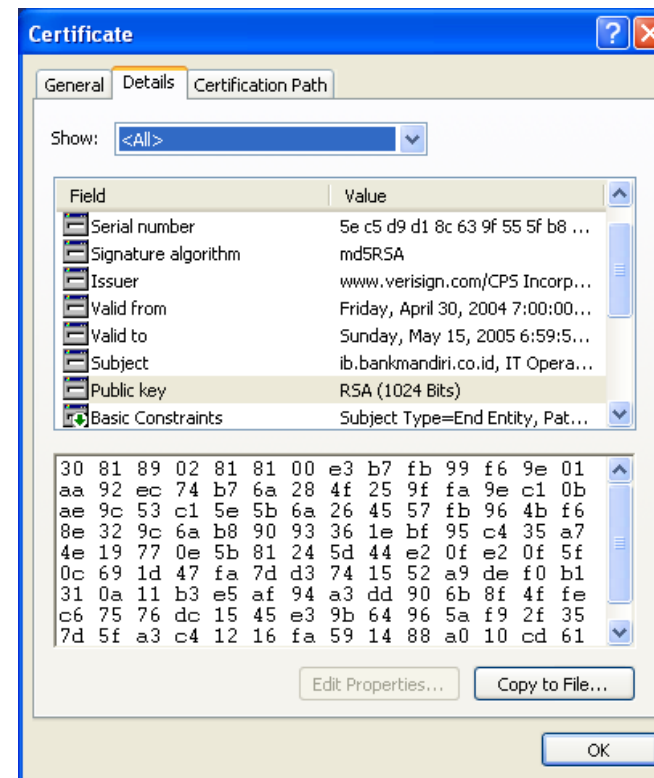 Certificate
General Details Certification Path
Show: <All>
Field Value
Serial number 5e c5 d9 d1 8c 63 9f 55 5f b8 ...
Signature algorithm md5RSA
Issuer www.verisign.com/CPS Incorp...
Valid from Friday, April 30, 2004 7:00:00...
Valid to Sunday, May 15, 2005 6:59:5...
Subject ib.bankmandiri.co.id, IT Opera...
Public key RSA (1024 Bits)
Basic Constraints Subject Type=End Entity, Pat...
30 81 89 02 81 81 00 e3 b7 fb 99 f6 9e 01
aa 92 ec 74 b7 6a 28 4f 25 9f fa 9e c1 0b
ae 9c 53 c1 5e 5b 6a 26 45 57 fb 96 4b f6
8e 32 9c 6a b8 90 93 36 1e bf 95 c4 35 a7
4e 19 77 0e 5b 81 24 5d 44 e2 0f e2 0f 5f
0c 69 1d 47 fa 7d d3 74 15 52 a9 de f0 b1
31 0a 11 b3 e5 af 94 a3 dd 90 6b 8f 4f fe
c6 75 76 dc 15 45 e3 9b 64 96 5a f9 2f 35
7d 5f a3 c4 12 16 fa 59 14 88 a0 10 cd 61
Edit Properties... Copy to File...
OK